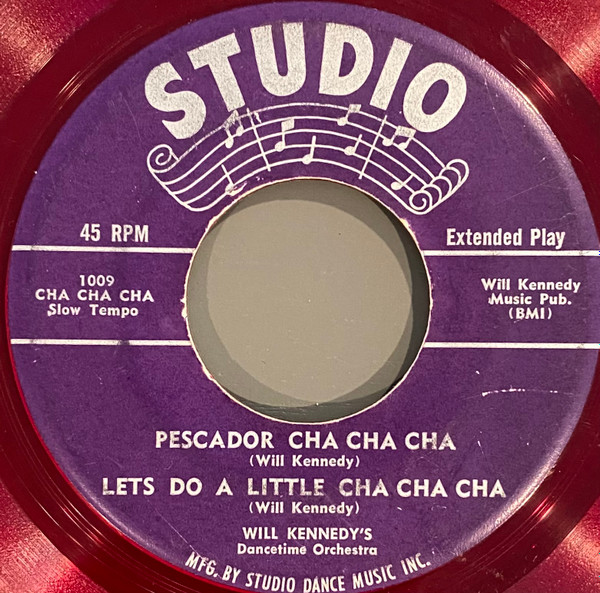 STUDIO
45 RPM
Extended Play
1009
CHA CHA CHA
Slow Tempo
Will Kennedy
Music Pub.
(BMI)
PESCADOR CHA CHA CHA
(Will Kennedy)
LETS DO A LITTLE CHA CHA CHA
(Will Kennedy)
WILL KENNEDY'S
Dancetime Orchestra
MFG. BY STUDIO DANCE MUSIC INC.